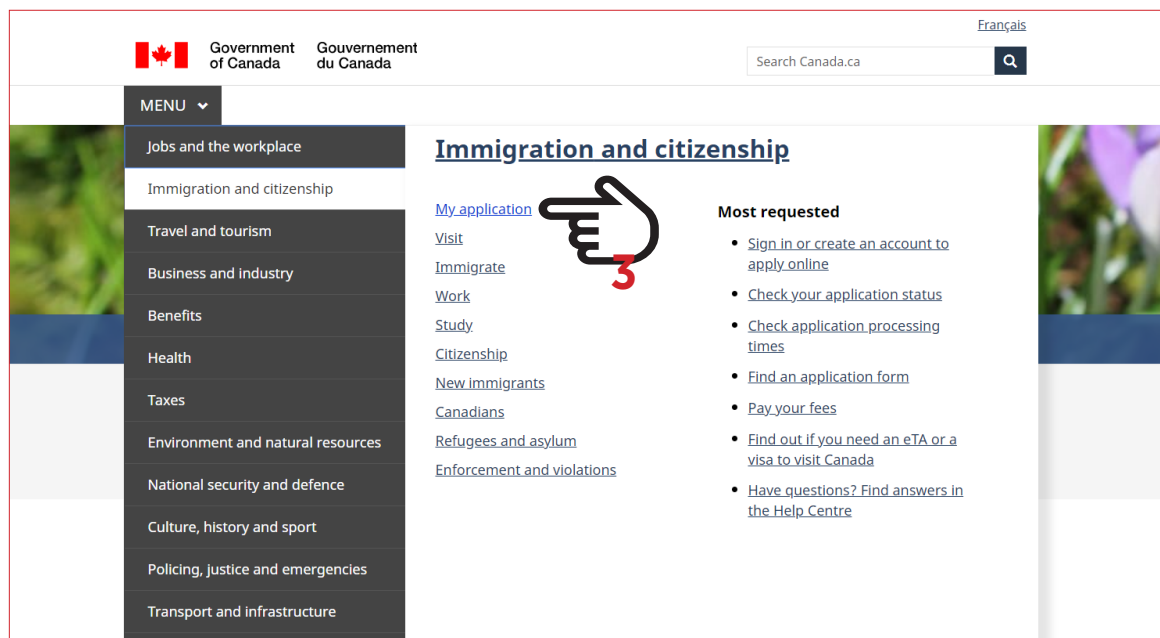 Français
Government
of Canada
Gouvernement
du Canada
Search Canada.ca
MENU
Jobs and the workplace
Immigration and citizenship
Travel and tourism
Business and industry
Benefits
Health
Taxes
Environment and natural resources
National security and defence
Culture, history and sport
Policing, justice and emergencies
Transport and infrastructure
Immigration and citizenship
My application
Visit
Immigrate
Work
Study
Citizenship
New immigrants
Canadians
Refugees and asylum
Enforcement and violations
3
Most requested
Sign in or create an account to
apply online
Check your application status
Check application processing
times
Find an application form
Pay your fees
Find out if you need an eTA or a
visa to visit Canada
Have questions? Find answers in
the Help Centre